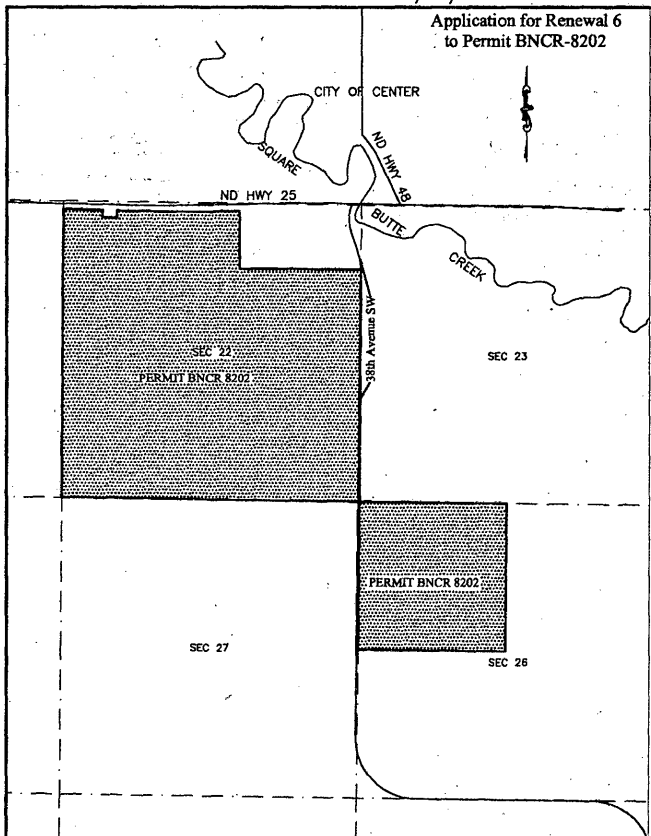 Application for Renewal 6
to Permit BNCR-8202
CITY OF CENTER
SQUARE
ND HWY 48
ND HWY 25
BUTTE
CREEK
38th Avenue SW
SEC 22
SEC 23
PERMIT BNCR 8202
PERMIT BNCR 8202
SEC 27
SEC 26